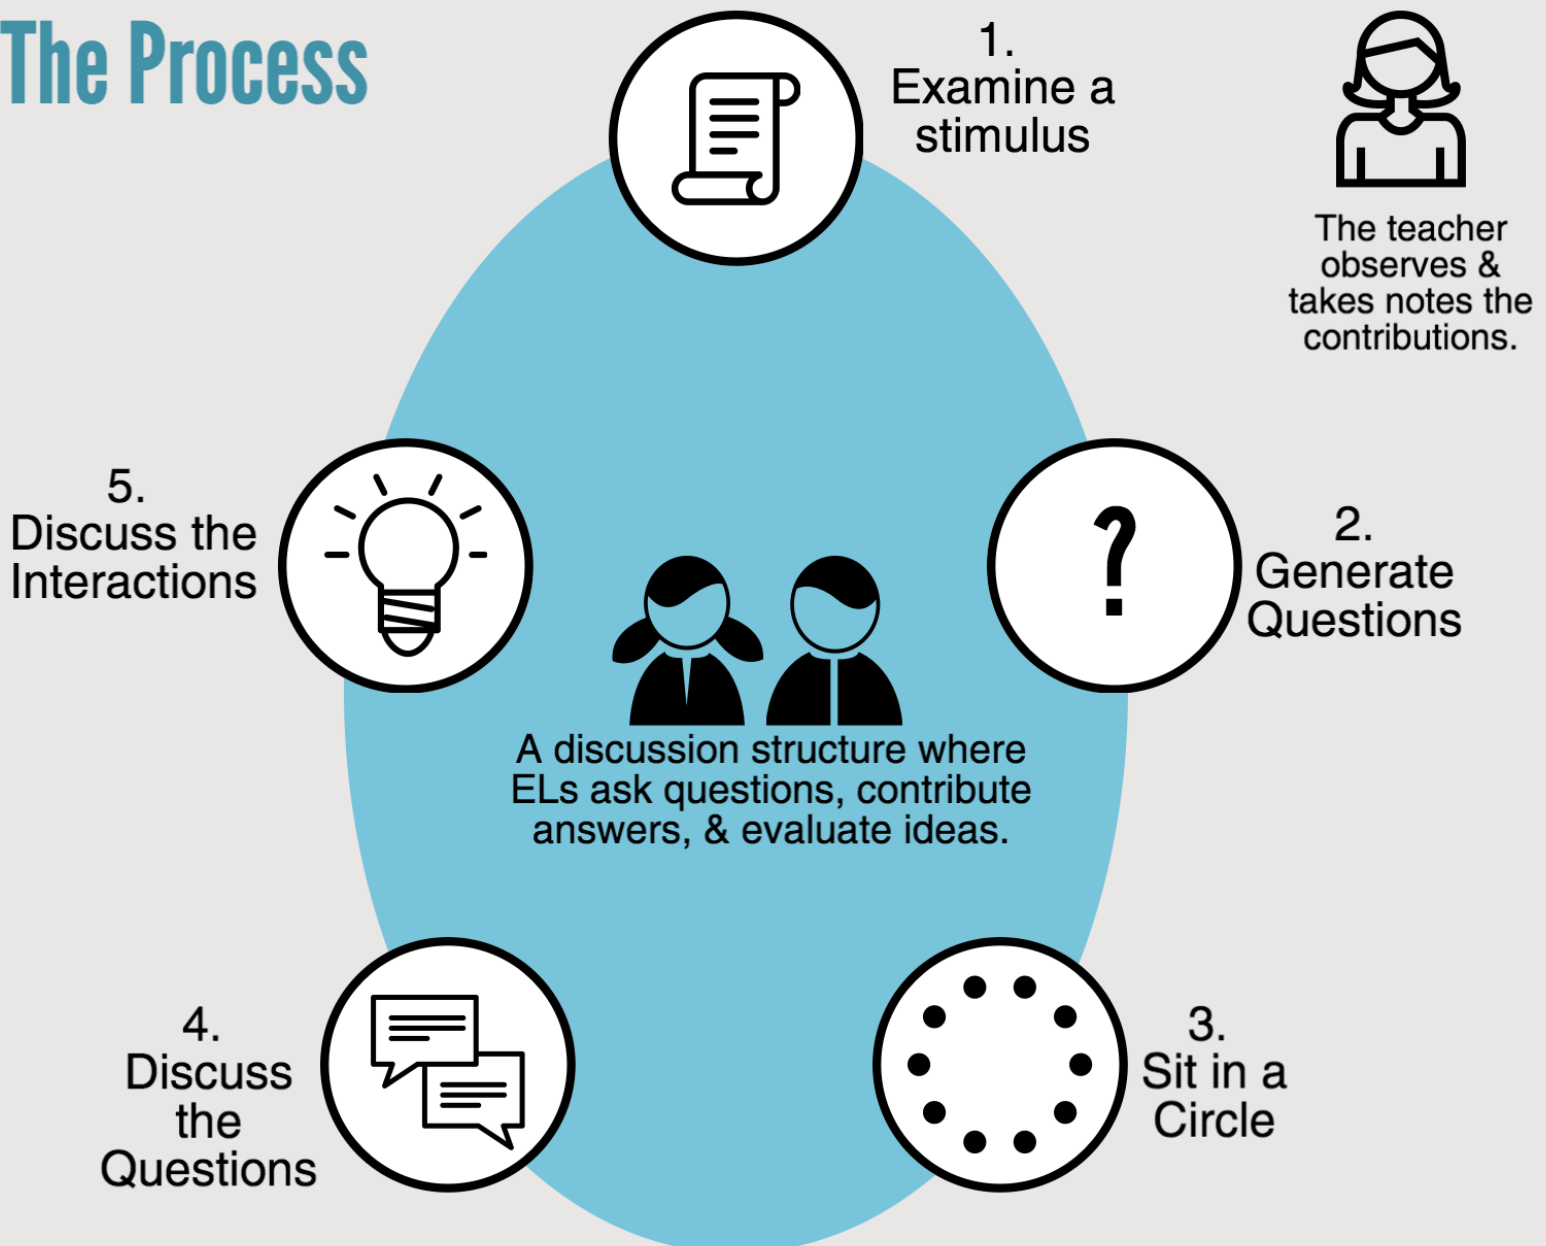 The Process
1.
Examine a
stimulus
The teacher
observes &
takes notes the
contributions.
2.
Generate
Questions
3.
Sit in a
Circle
4.
Discuss
the
Questions
5.
Discuss the
Interactions
A discussion structure where
ELs ask questions, contribute
answers, & evaluate ideas.
?